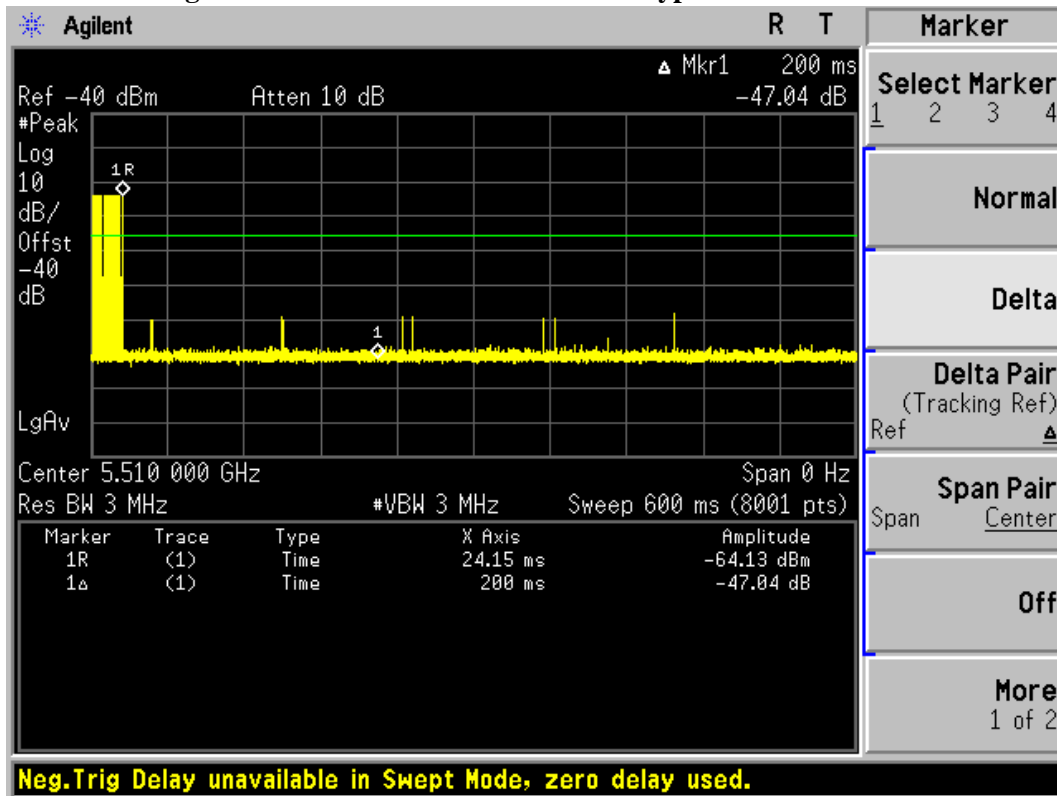 Agilent
R T
Marker
Mkr1 200 ms
Ref -40 dBm Atten 10 dB -47.04 dB
#Peak
Log
10
dB/
Offst
-40
dB
LgAv
1R
1
Center 5.510 000 GHz Span 0 Hz
Res BW 3 MHz #VBW 3 MHz Sweep 600 ms (8001 pts)
Marker Trace Type X Axis Amplitude
1R (1) Time 24.15 ms -64.13 dBm
1Δ (1) Time 200 ms -47.04 dB
Select Marker
1 2 3 4
Normal
Delta
Delta Pair
(Tracking Ref)
Ref Δ
Span Pair
Span Center
Off
More
1 of 2
Neg.Trig Delay unavailable in Swept Mode, zero delay used.